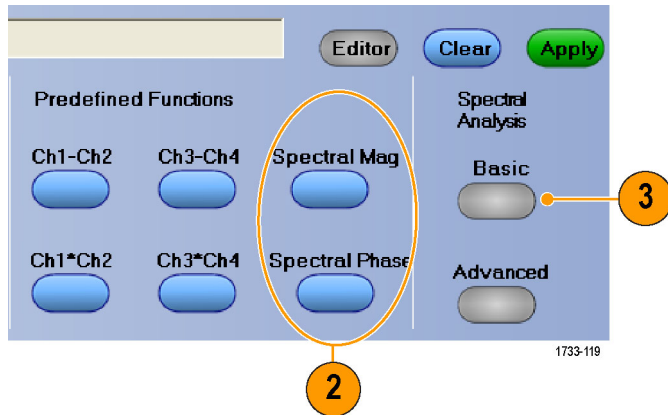 Editor Clear Apply
Predefined Functions
Spectral
Analysis
Ch1-Ch2 Ch3-Ch4 Spectral Mag
Basic
3
Ch1*Ch2 Ch3*Ch4 Spectral Phase
Advanced
1733-119
2